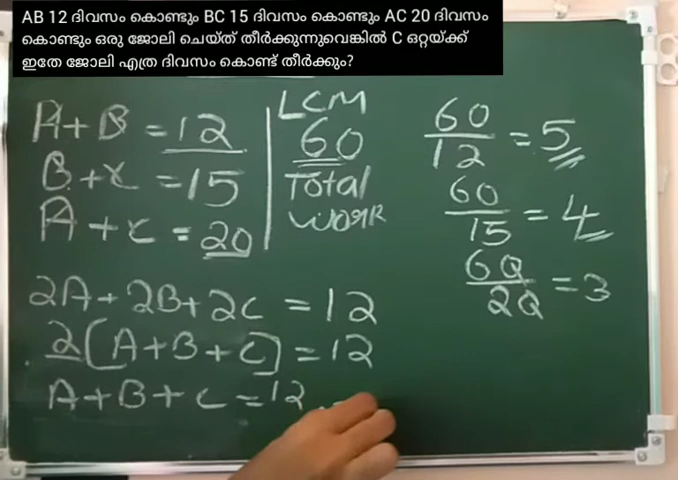 AB 12 ദിവസം കൊണ്ടും BC 15 ദിവസം കൊണ്ടും AC 20 ദിവസം
കൊണ്ടും ഒരു ജോലി ചെയ്ത് തീർക്കുന്നുവെങ്കിൽ C ഒറ്റയ്ക്ക്
ഇതേ ജോലി എത്ര ദിവസം കൊണ്ട് തീർക്കും?
A+B = 12
B+C = 15
A+C = 20
LCM
60
Total
work
60/12 = 5
60/15 = 4
60/20 = 3
2A+2B+2C = 12
2(A+B+C) = 12
A+B+C = 12